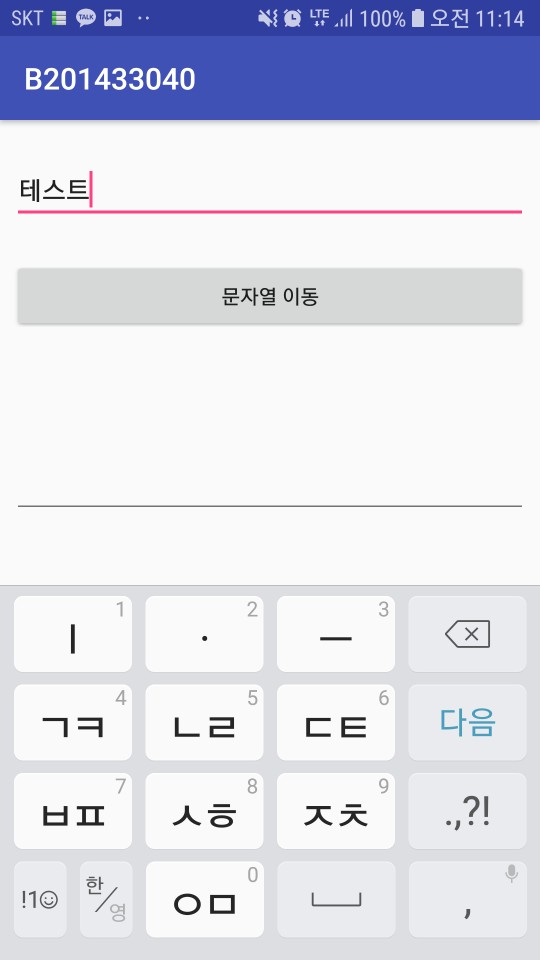 SKT TALK LTE 100% 오전 11:14
B201433040
테스트
문자열 이동
1 2 3
ㅣ · ㅡ
4 5 6
ㄱㅋ ㄴㄹ ㄷㅌ 다음
7 8 9
ㅂㅍ ㅅㅎ ㅈㅊ .,?!
0
!1☺ 한/영 ㅇㅁ ,